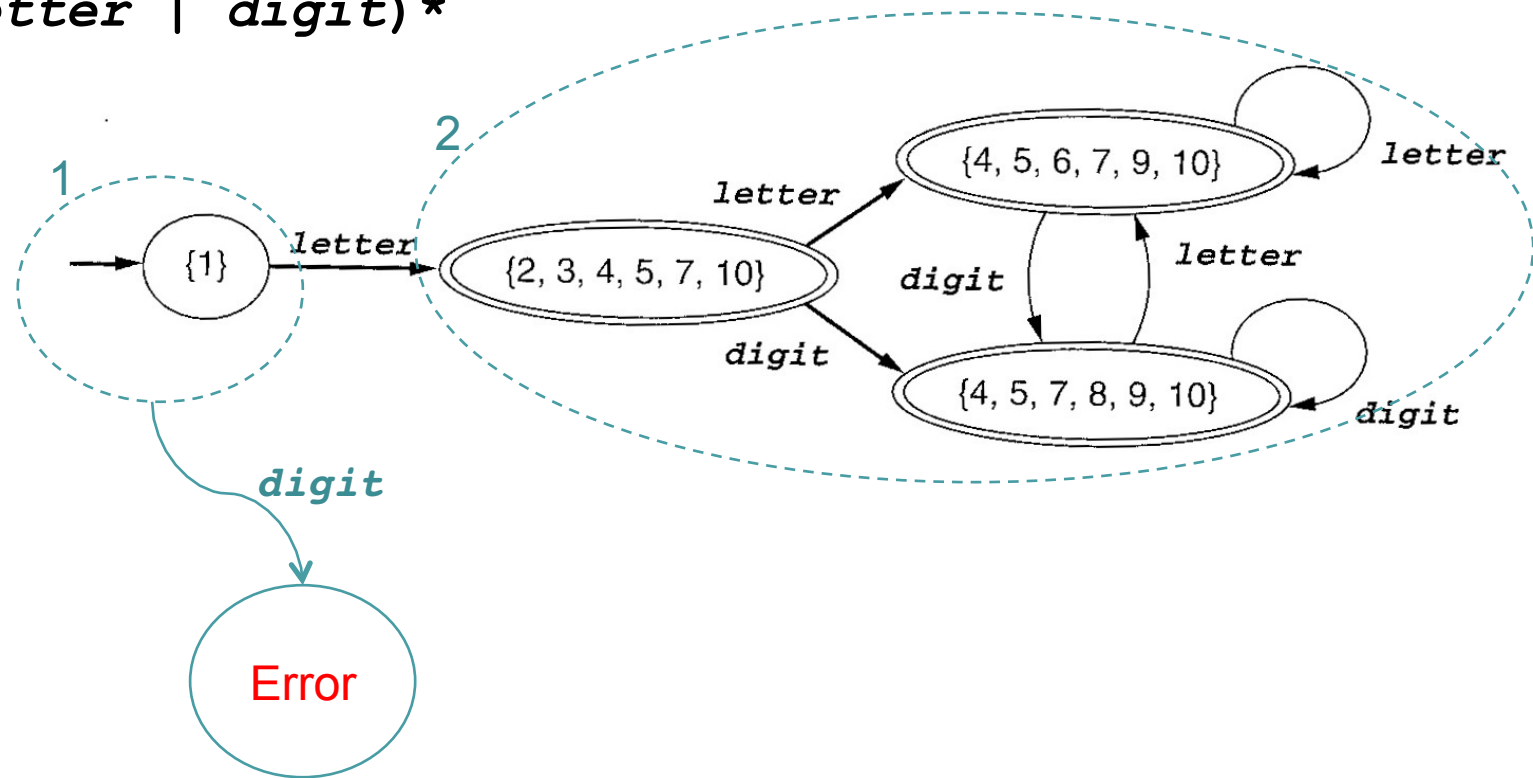 tter | digit)*
2
1
{4, 5, 6, 7, 9, 10}
letter
letter
letter
{1}
{2, 3, 4, 5, 7, 10}
digit
letter
digit
{4, 5, 7, 8, 9, 10}
digit
digit
Error